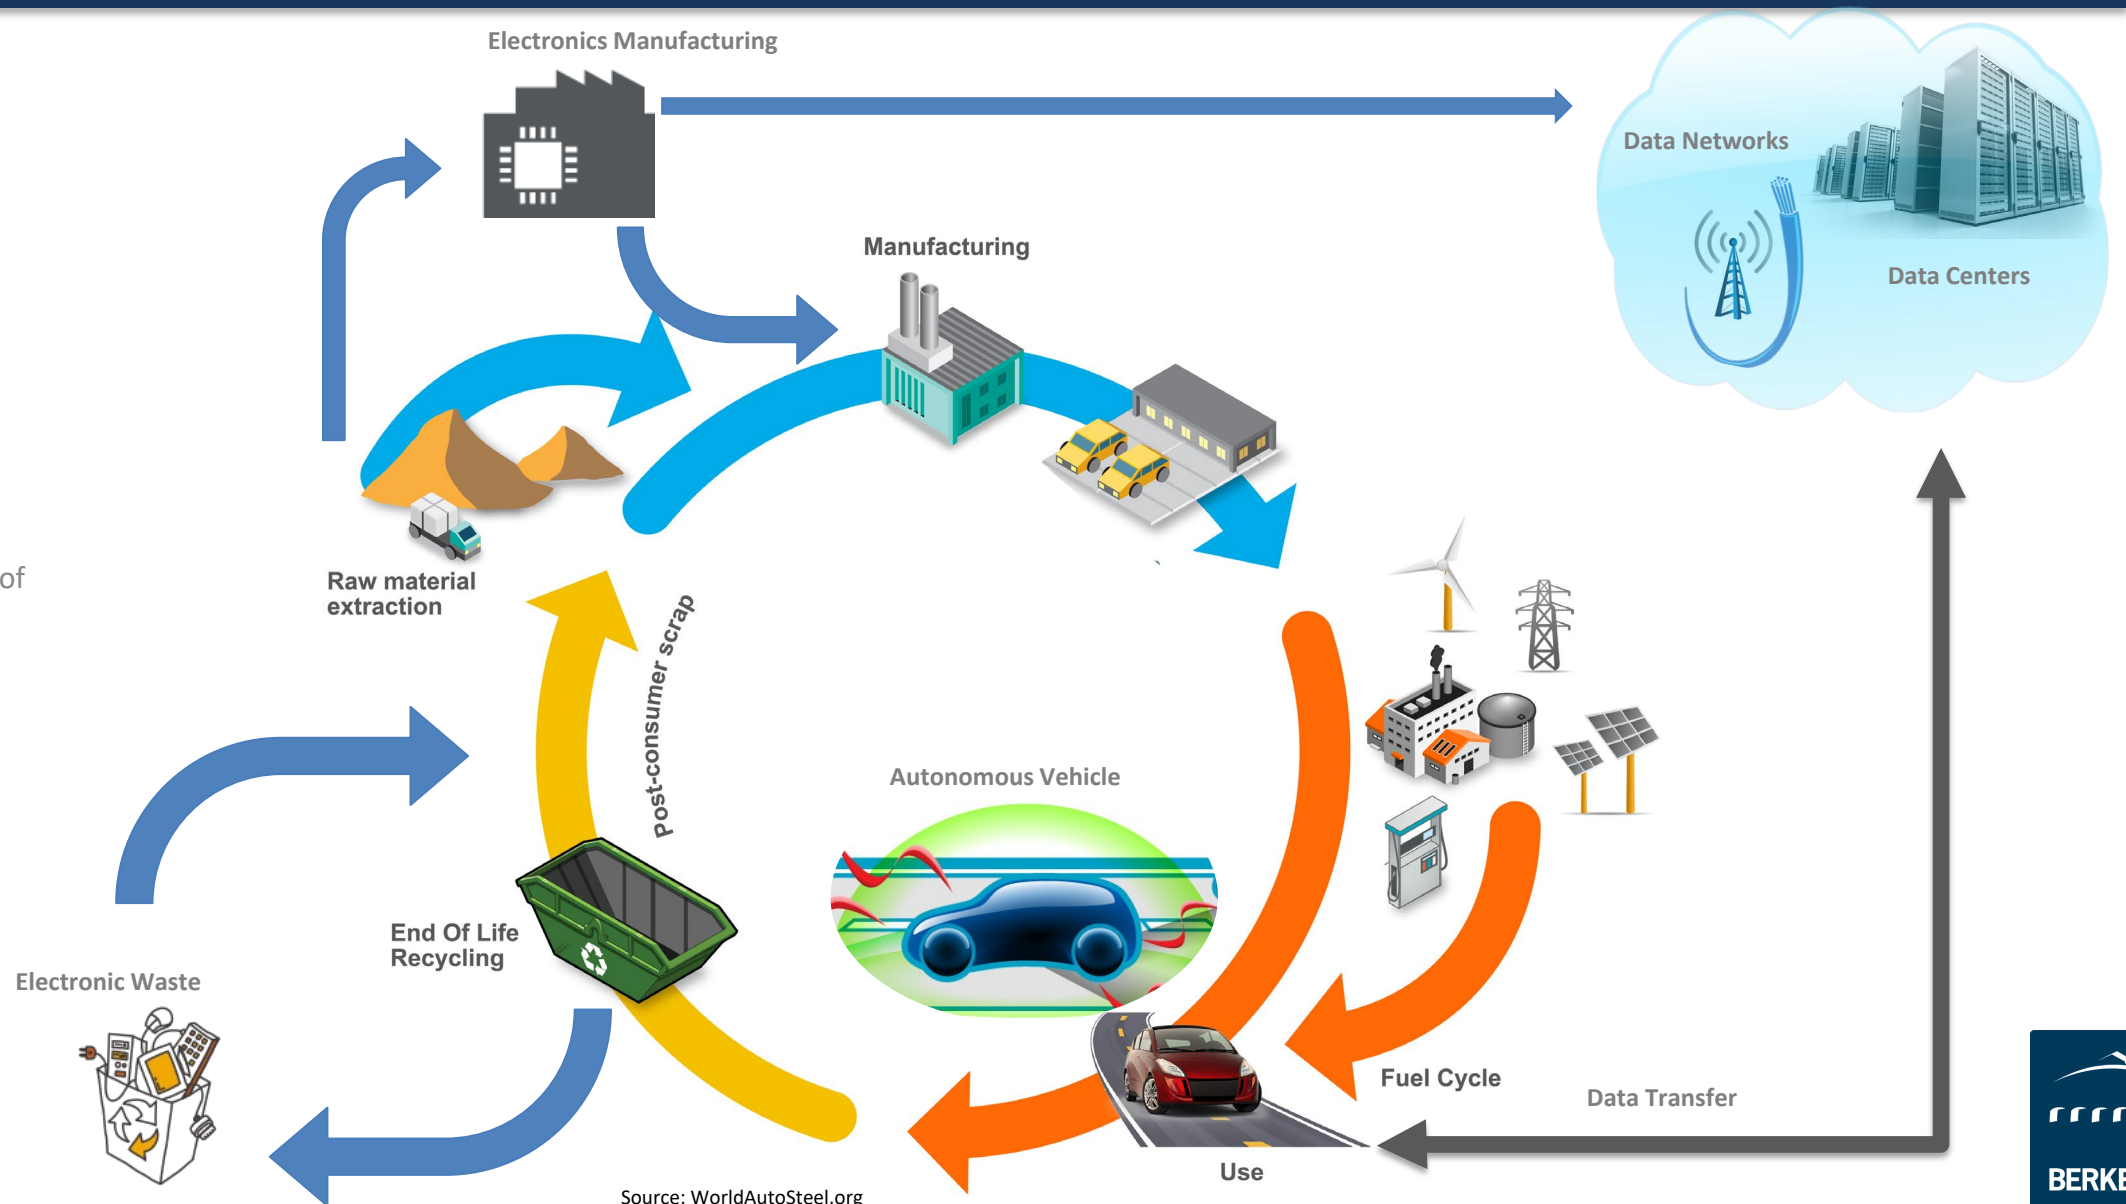 Electronics Manufacturing
Data Networks
Data Centers
Manufacturing
of
Raw material
extraction
Post-consumer scrap
Autonomous Vehicle
End Of Life
Recycling
Electronic Waste
Fuel Cycle
Data Transfer
Use
Source: WorldAutoSteel.org